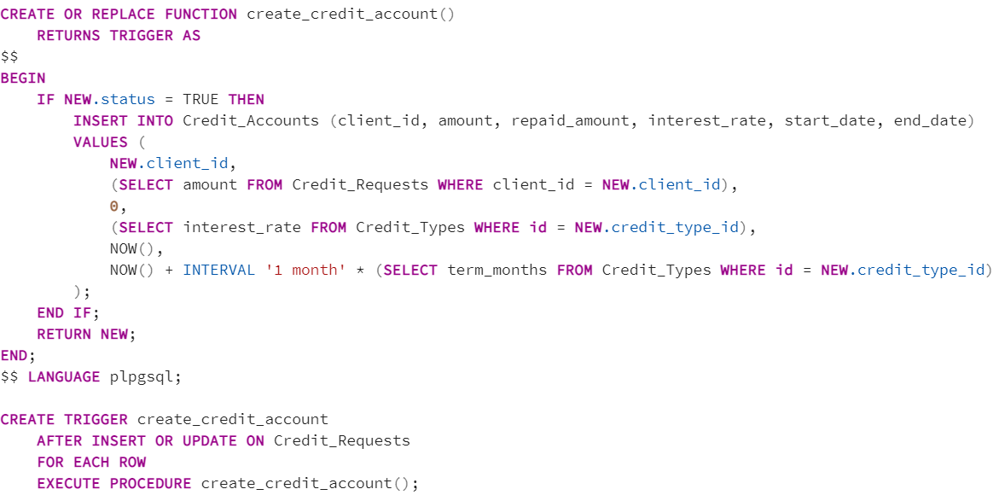 CREATE OR REPLACE FUNCTION create_credit_account()
    RETURNS TRIGGER AS
$$
BEGIN
    IF NEW.status = TRUE THEN
        INSERT INTO Credit_Accounts (client_id, amount, repaid_amount, interest_rate, start_date, end_date)
        VALUES (
            NEW.client_id,
            (SELECT amount FROM Credit_Requests WHERE client_id = NEW.client_id),
            0,
            (SELECT interest_rate FROM Credit_Types WHERE id = NEW.credit_type_id),
            NOW(),
            NOW() + INTERVAL '1 month' * (SELECT term_months FROM Credit_Types WHERE id = NEW.credit_type_id)
        );
    END IF;
    RETURN NEW;
END;
$$ LANGUAGE plpgsql;

CREATE TRIGGER create_credit_account
    AFTER INSERT OR UPDATE ON Credit_Requests
    FOR EACH ROW
    EXECUTE PROCEDURE create_credit_account();